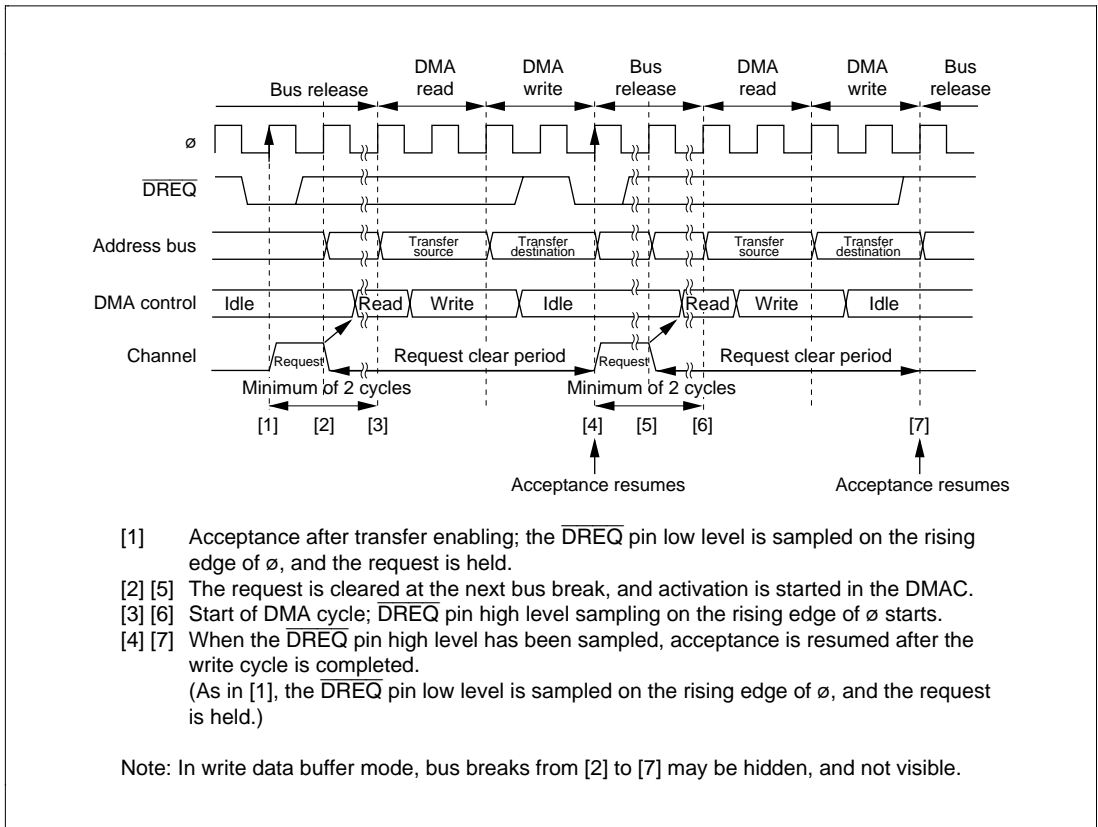 DMA DMA Bus DMA DMA Bus
Bus release read write release read write release
ø
DREQ
Address bus Transfer source Transfer destination Transfer source Transfer destination
DMA control Idle Read Write Idle Read Write Idle
Channel Request Request clear period Request Request clear period
Minimum of 2 cycles Minimum of 2 cycles
[1] [2] [3] [4] [5] [6] [7]
Acceptance resumes Acceptance resumes
[1] Acceptance after transfer enabling; the DREQ pin low level is sampled on the rising
edge of ø, and the request is held.
[2] [5] The request is cleared at the next bus break, and activation is started in the DMAC.
[3] [6] Start of DMA cycle; DREQ pin high level sampling on the rising edge of ø starts.
[4] [7] When the DREQ pin high level has been sampled, acceptance is resumed after the
write cycle is completed.
(As in [1], the DREQ pin low level is sampled on the rising edge of ø, and the request
is held.)
Note: In write data buffer mode, bus breaks from [2] to [7] may be hidden, and not visible.